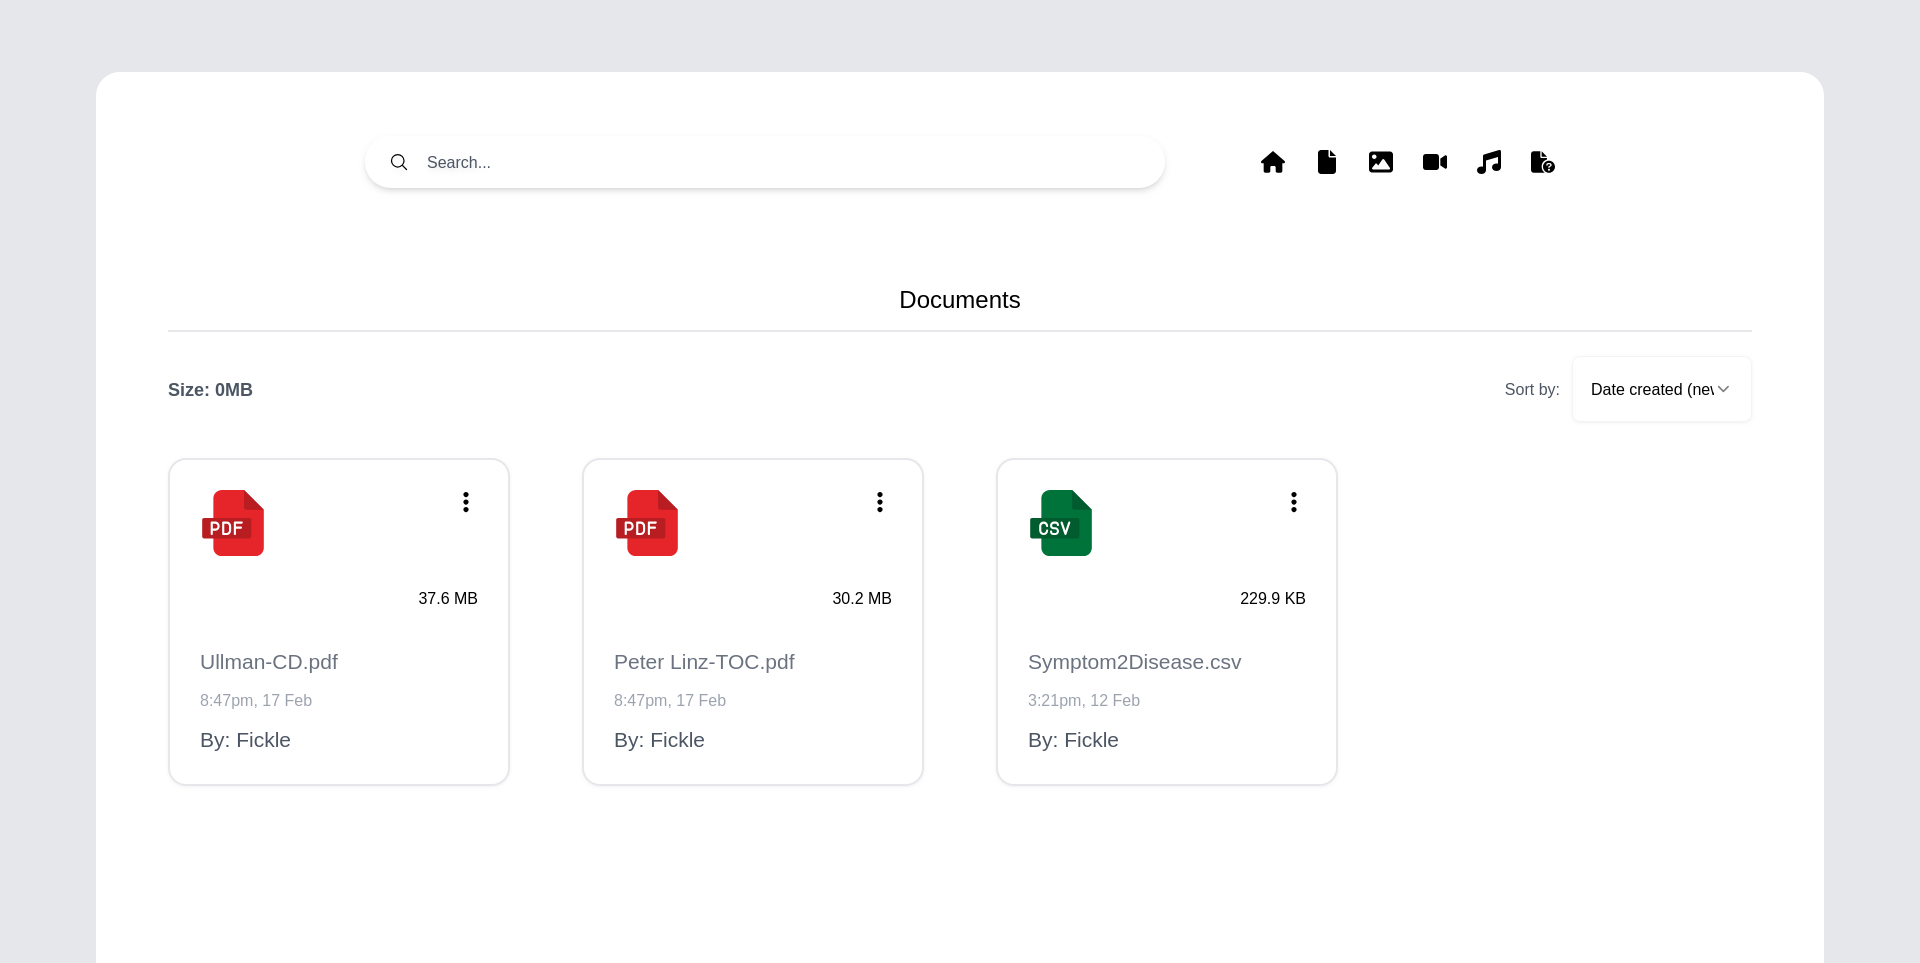 Search...
Documents
Size: 0MB
Sort by:
Date created (nev
PDF
37.6 MB
Ullman-CD.pdf
8:47pm, 17 Feb
By: Fickle
PDF
30.2 MB
Peter Linz-TOC.pdf
8:47pm, 17 Feb
By: Fickle
CSV
229.9 KB
Symptom2Disease.csv
3:21pm, 12 Feb
By: Fickle